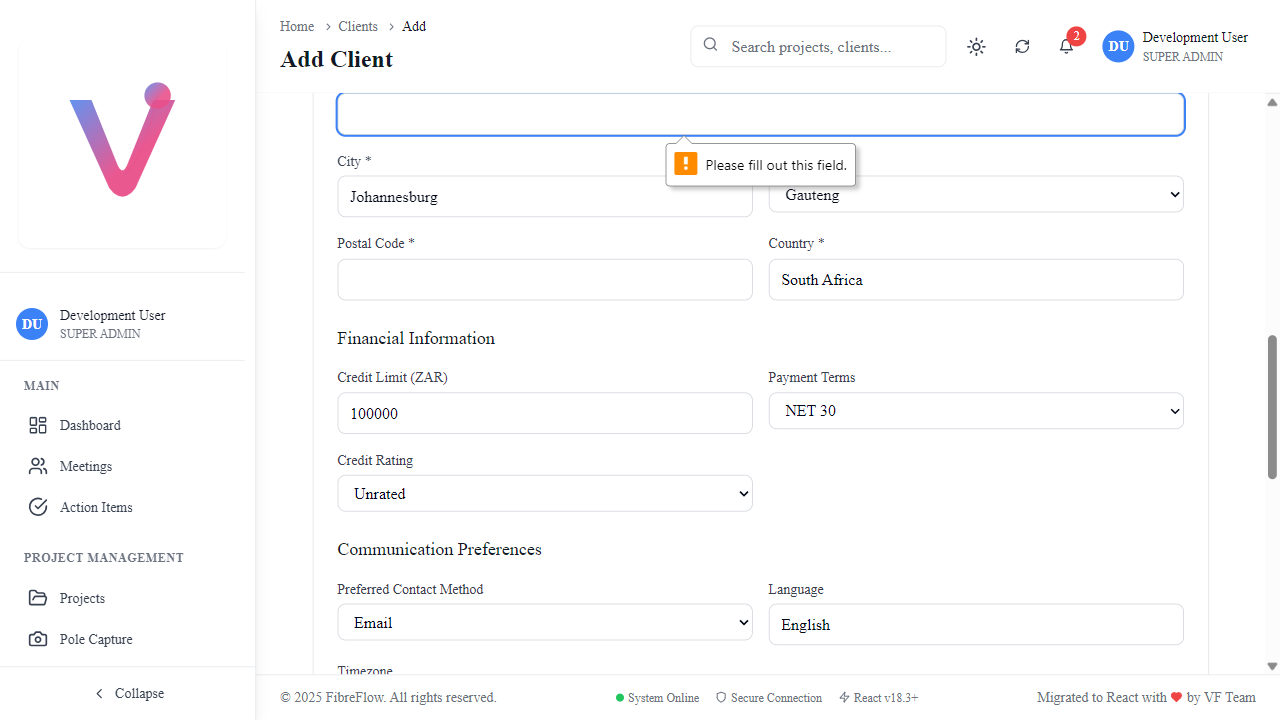 Home > Clients > Add
Add Client
Search projects, clients...
2
DU
Development User
SUPER ADMIN
DU
Development User
SUPER ADMIN
MAIN
Dashboard
Meetings
Action Items
PROJECT MANAGEMENT
Projects
Pole Capture
Collapse
Please fill out this field.
City *
Johannesburg
Gauteng
Postal Code *
Country *
South Africa
Financial Information
Credit Limit (ZAR)
Payment Terms
100000
NET 30
Credit Rating
Unrated
Communication Preferences
Preferred Contact Method
Language
Email
English
Timezone
© 2025 FibreFlow. All rights reserved.
System Online
Secure Connection
React v18.3+
Migrated to React with ❤ by VF Team